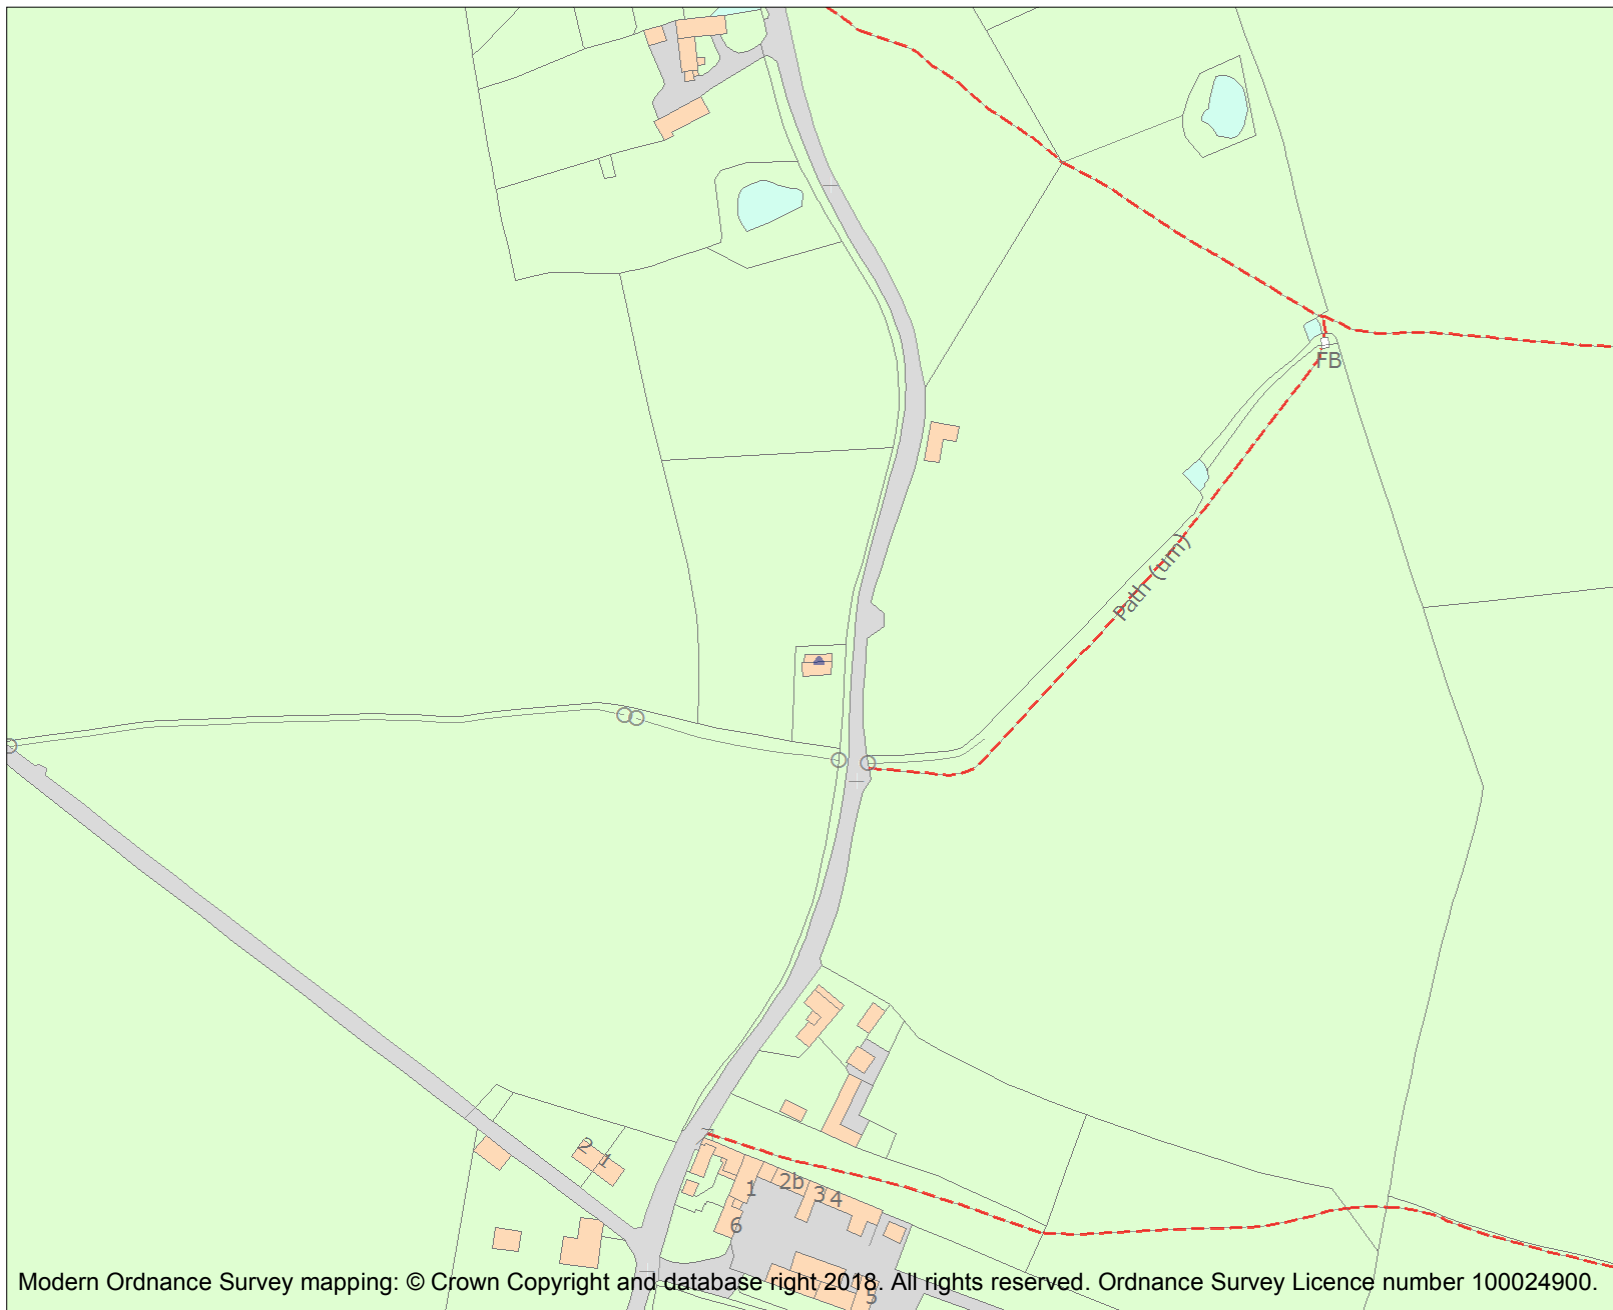 FB
Path (um)
2
1
1
2b
3
4
6
5
Modern Ordnance Survey mapping: © Crown Copyright and database right 2018. All rights reserved. Ordnance Survey Licence number 100024900.